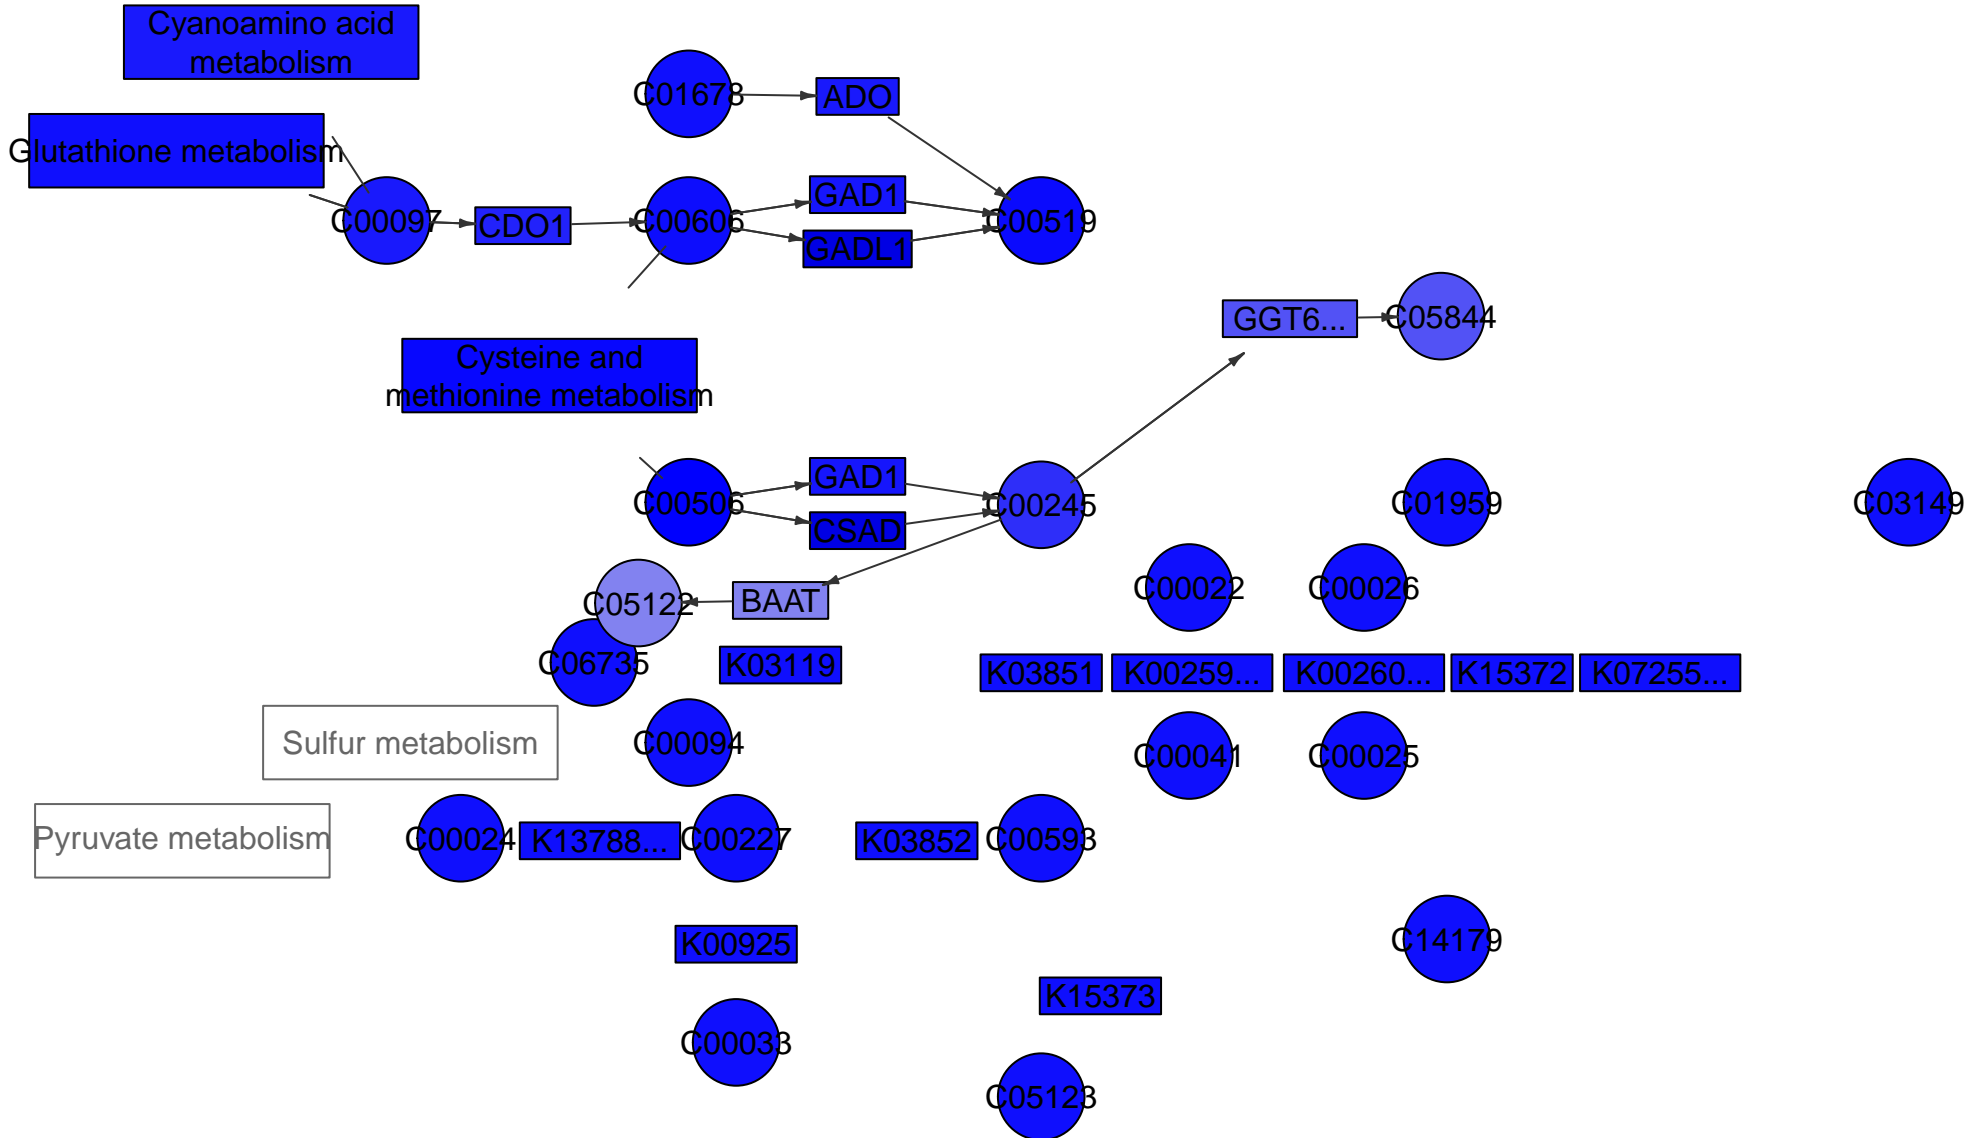 Cyanoamino acid
metabolism
C01678
ADO
Glutathione metabolism
C00097
CDO1
C00606
GAD1
GADL1
C00519
GGT6...
C05844
Cysteine and
methionine metabolism
C00506
GAD1
CSAD
C00245
C01959
C03149
C05122
BAAT
C00022
C00026
C06735
K03119
K03851
K00259...
K00260...
K15372
K07255...
Sulfur metabolism
C00094
C00041
C00025
Pyruvate metabolism
C00024
K13788...
C00227
K03852
C00593
K00925
C14179
K15373
C00033
C05123